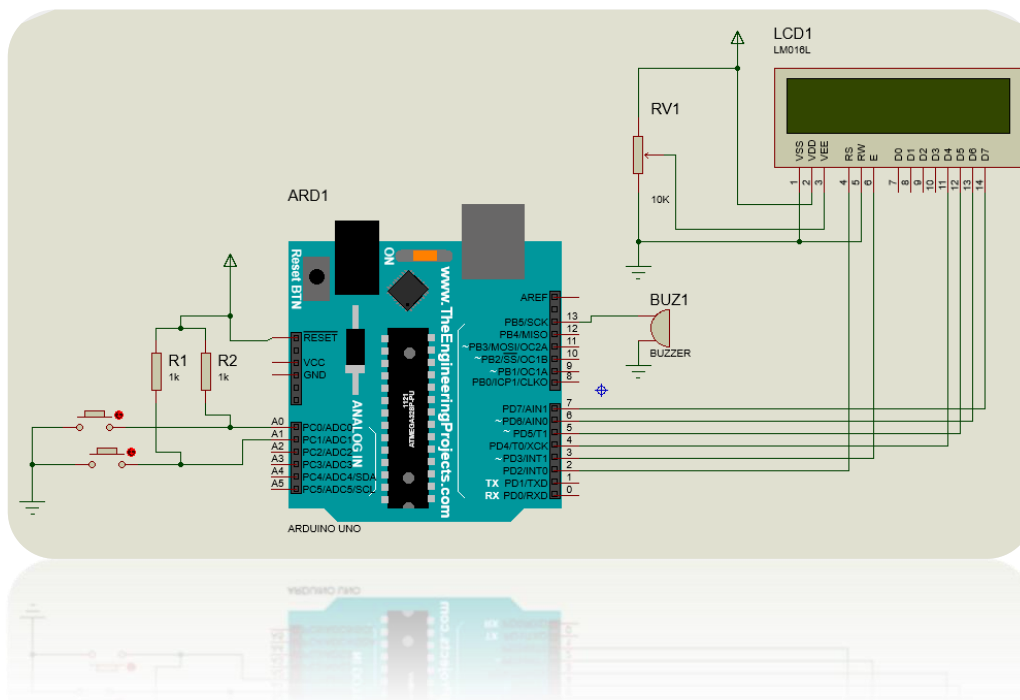 LCD1
LM016L
RV1
10K
VSS
VDD
VEE
RS
RW
E
D0
D1
D2
D3
D4
D5
D6
D7
1
2
3
4
5
6
7
8
9
10
11
12
13
14
ARD1
Reset BTN
ON
www.TheEngineeringProjects.com
ANALOG IN
1121
RESET
VCC
GND
A0 PC0/ADC0
A1 PC1/ADC1
A2 PC2/ADC2
A3 PC3/ADC3
A4 PC4/ADC4/SDA
A5 PC5/ADC5/SCL
AREF
PB5/SCK 13
PB4/MISO 12
~PB3/MOSI/OC2A 11
~PB2/SS/OC1B 10
~PB1/OC1A 9
PB0/ICP1/CLKO 8
PD7/AIN1 7
~PD6/AIN0 6
~PD5/T1 5
PD4/T0/XCK 4
~PD3/INT1 3
PD2/INT0 2
TX PD1/TXD 1
RX PD0/RXD 0
ARDUINO UNO
BUZ1
BUZZER
R1
1k
R2
1k